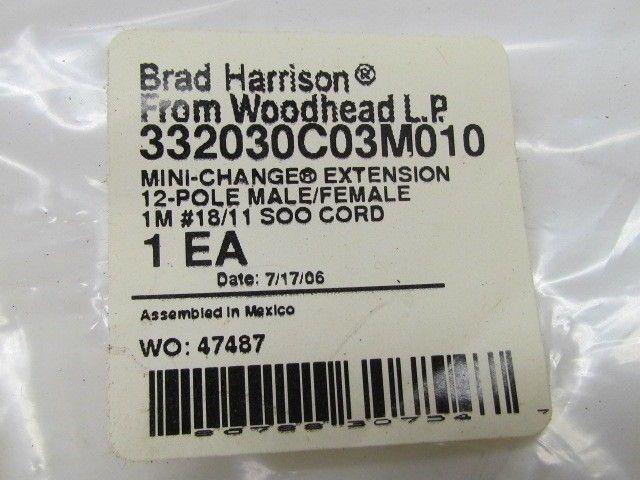 Brad Harrison®
From Woodhead L.P.
332030C03M010
MINI-CHANGE® EXTENSION
12-POLE MALE/FEMALE
1M #18/11 SOO CORD
1 EA
Date: 7/17/06
Assembled in Mexico
WO: 47487